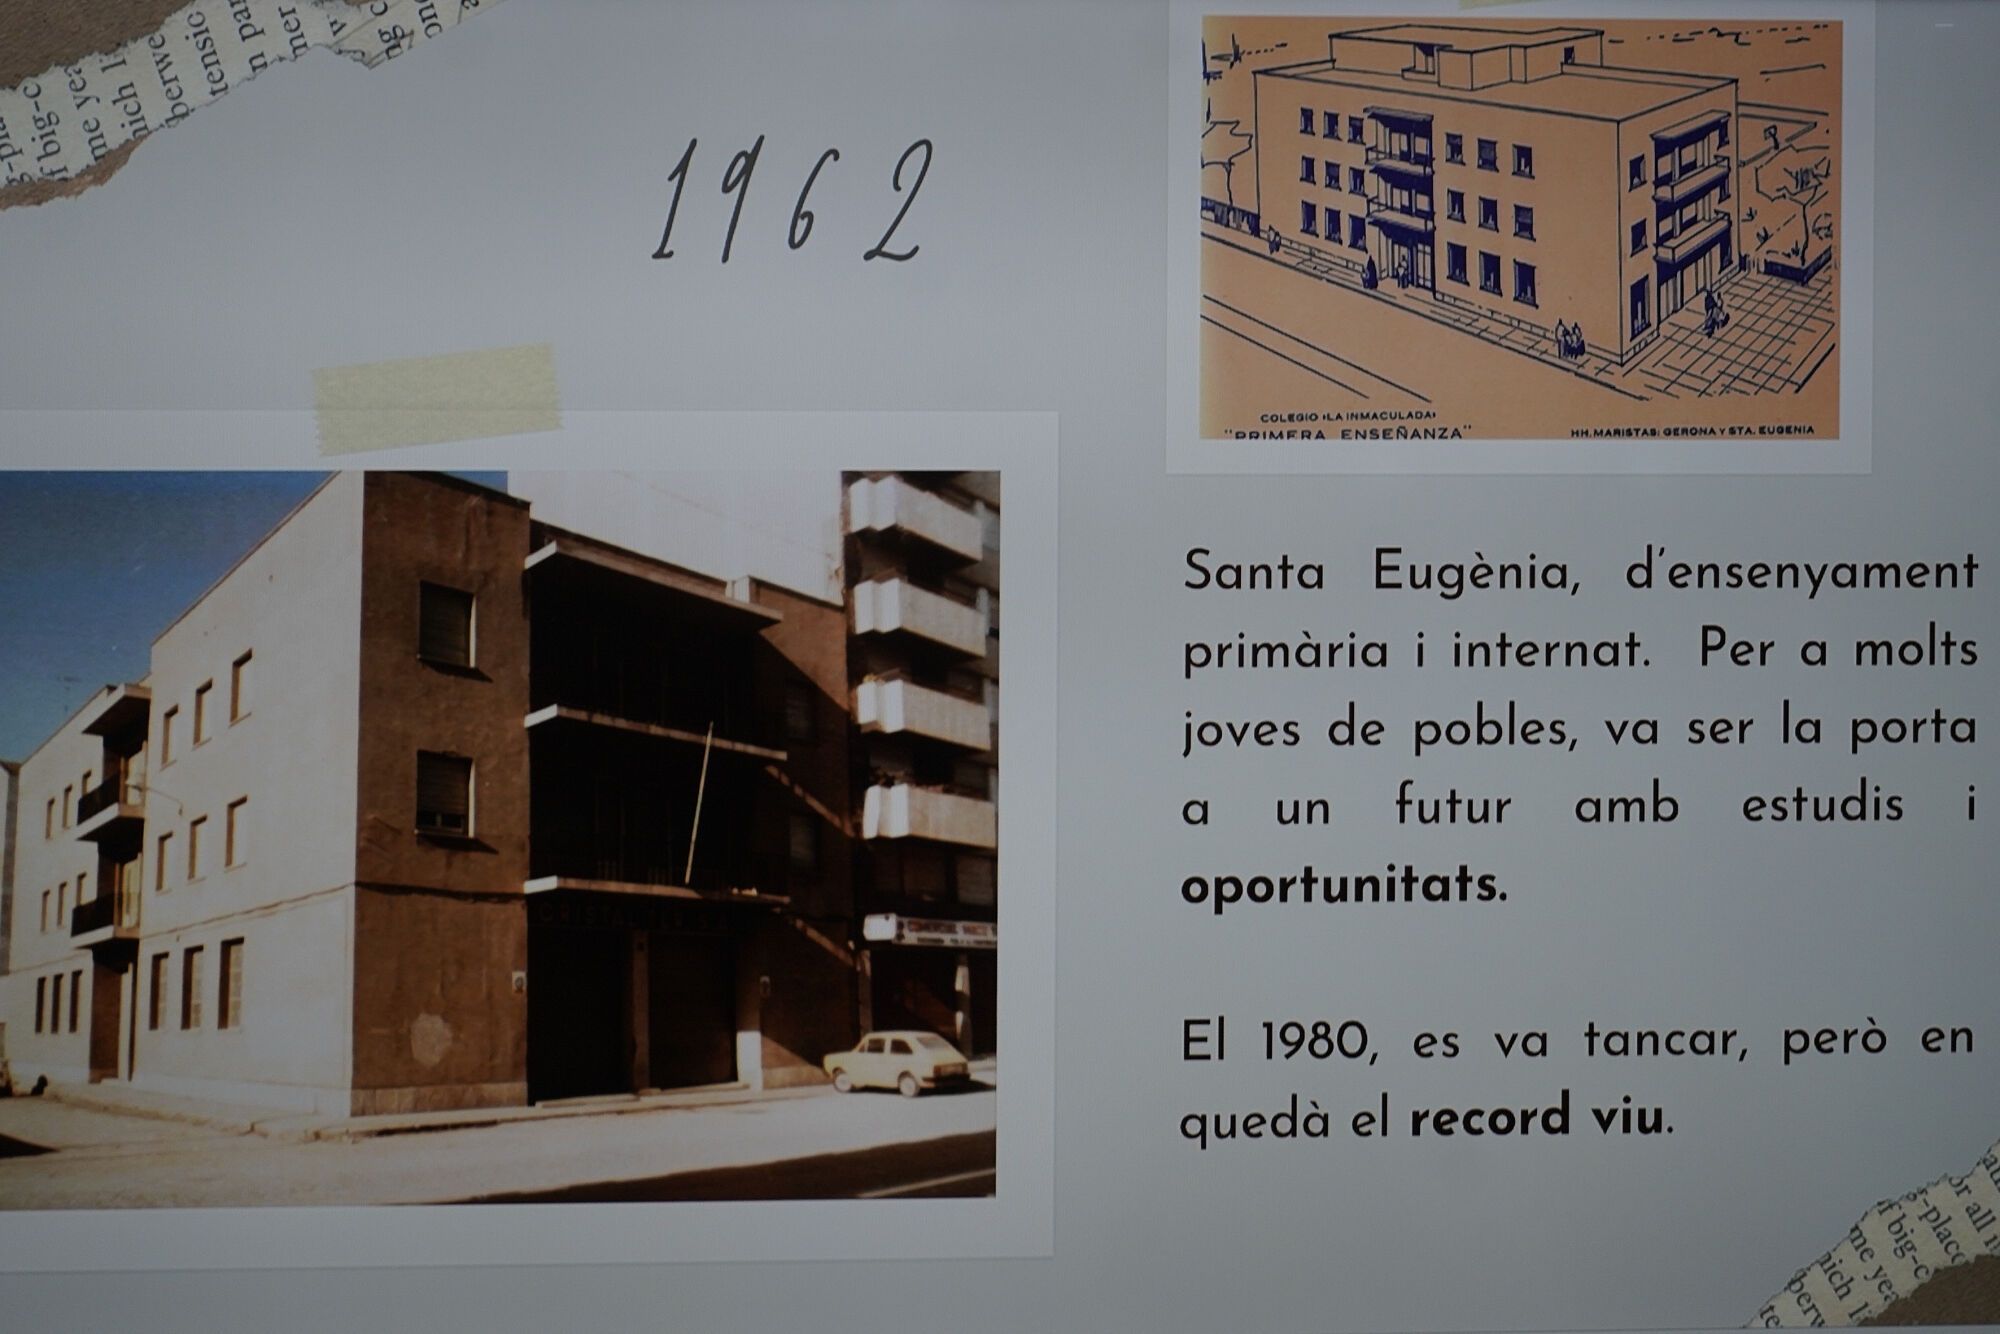 1962
COLEGIO «LA INMACULADA»
"PRIMERA ENSEÑANZA"
HH. MARISTAS: GERONA Y STA. EUGENIA
Santa Eugènia, d'ensenyament
primària i internat. Per a molts
joves de pobles, va ser la porta
a un futur amb estudis i
oportunitats.
El 1980, es va tancar, però en
quedà el record viu.